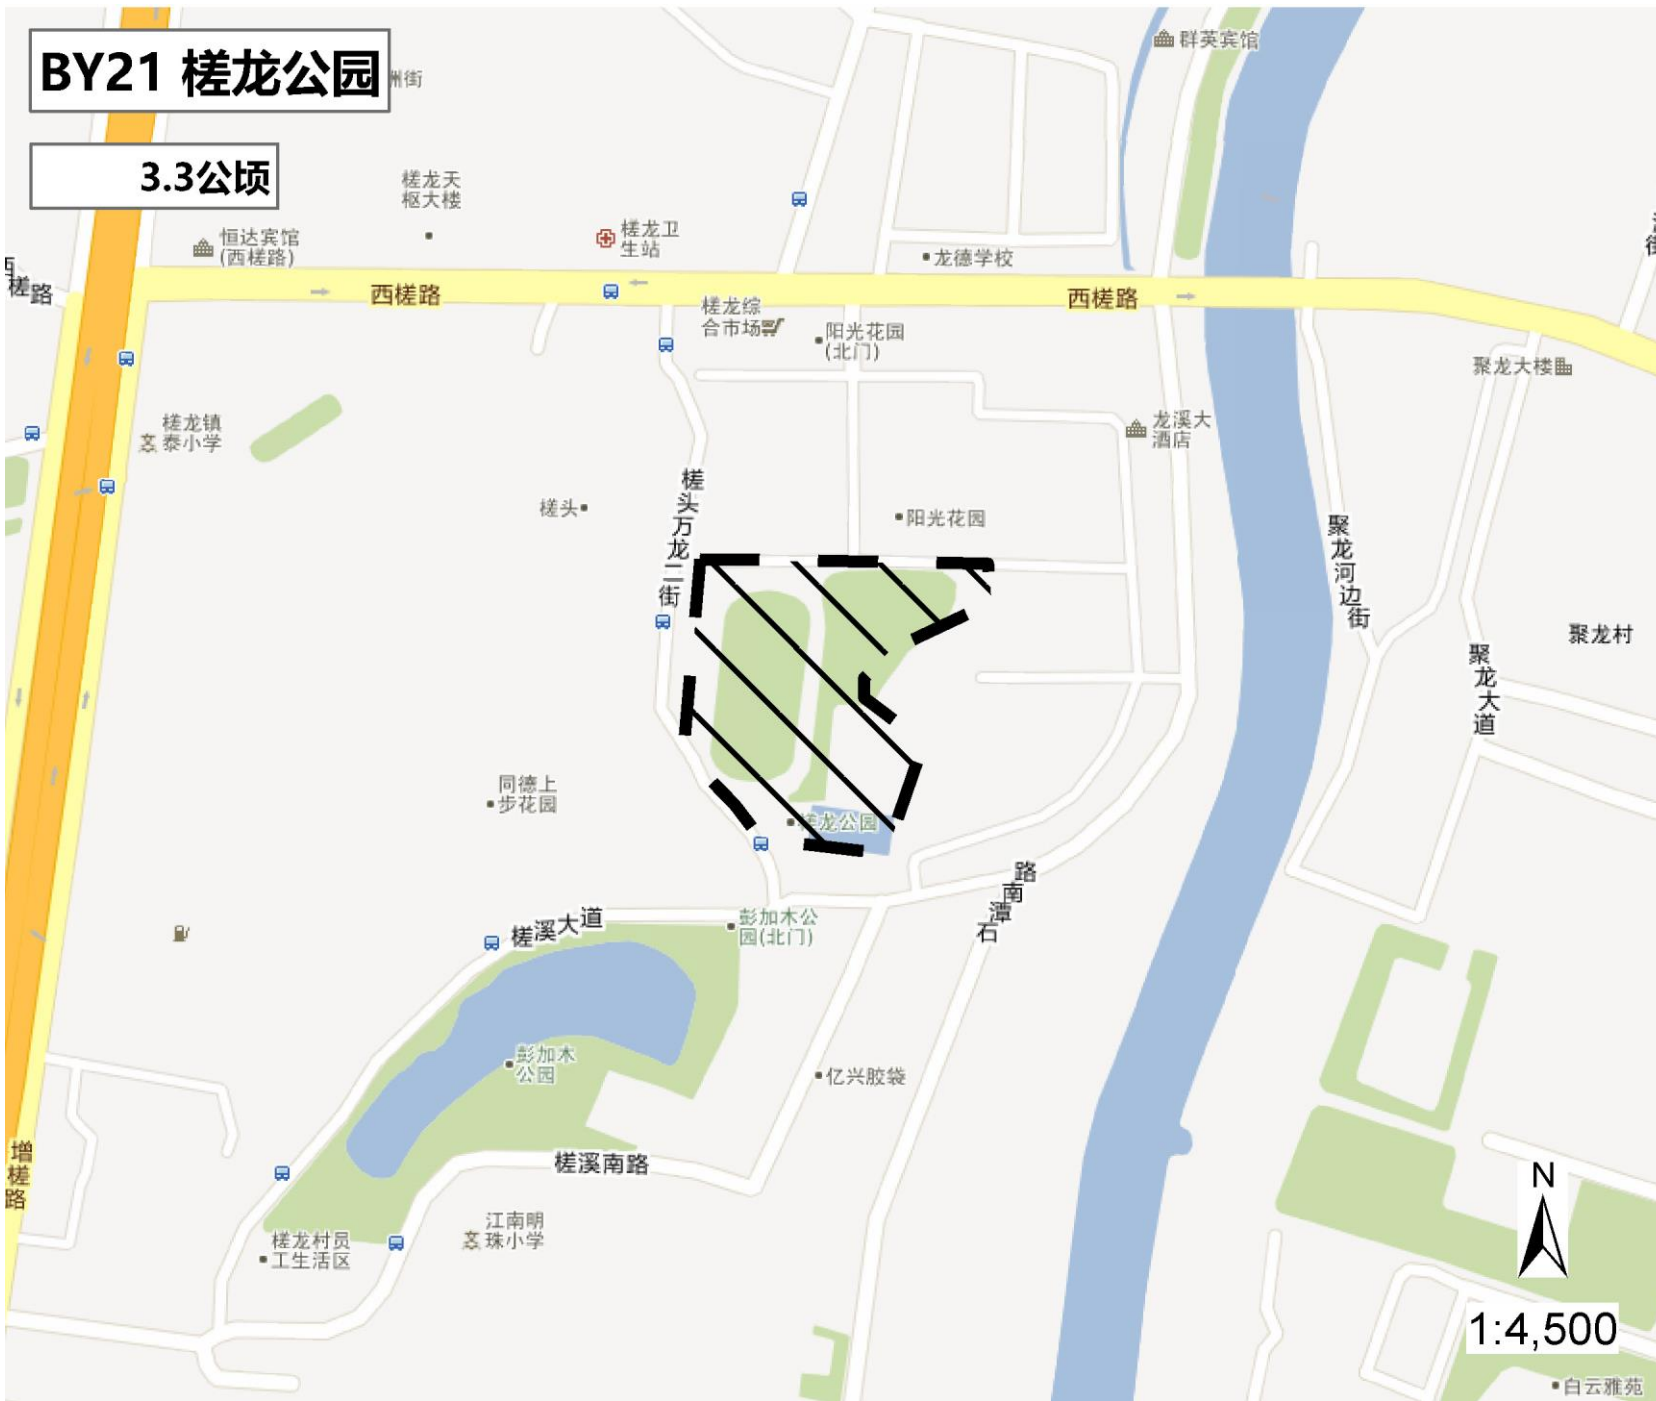 BY21 槎龙公园
洲街
3.3公顷
群英宾馆
槎龙天
枢大楼
恒达宾馆
(西槎路)
槎龙卫
生站
龙德学校
西槎路
西槎路
西槎路
槎龙综
合市场
阳光花园
(北门)
聚龙大楼
槎龙镇
泰小学
龙溪大
酒店
槎头
槎头万龙二街
阳光花园
聚龙河边街
聚龙村
聚龙大道
同德上
步花园
槎龙公园
石潭南路
槎溪大道
彭加木公
园(北门)
彭加木
公园
亿兴胶袋
增槎路
槎溪南路
江南明
珠小学
槎龙村员
工生活区
N
1:4,500
白云雅苑